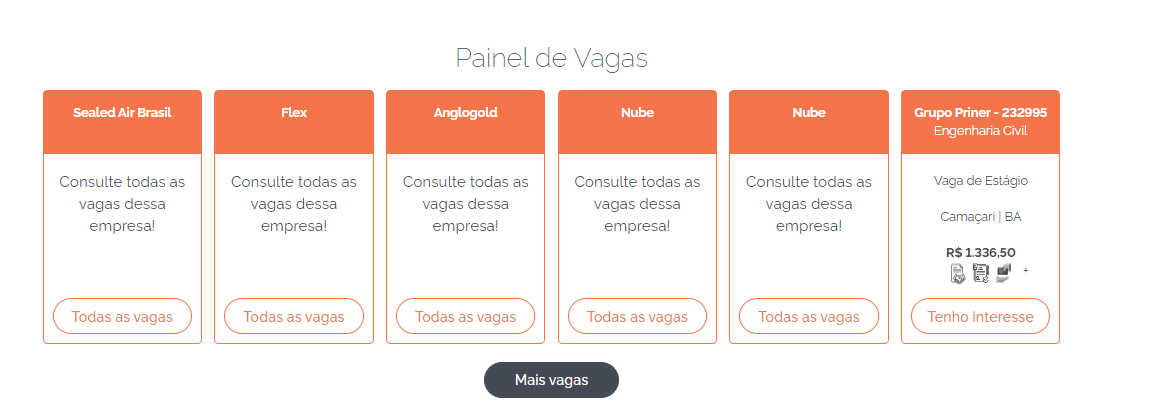 Painel de Vagas
Sealed Air Brasil
Consulte todas as
vagas dessa
empresa!
Todas as vagas
Flex
Consulte todas as
vagas dessa
empresa!
Todas as vagas
Anglogold
Consulte todas as
vagas dessa
empresa!
Todas as vagas
Nube
Consulte todas as
vagas dessa
empresa!
Todas as vagas
Nube
Consulte todas as
vagas dessa
empresa!
Todas as vagas
Grupo Priner - 232995
Engenharia Civil
Vaga de Estágio
Camaçari | BA
R$ 1.336,50
+
Tenho interesse
Mais vagas